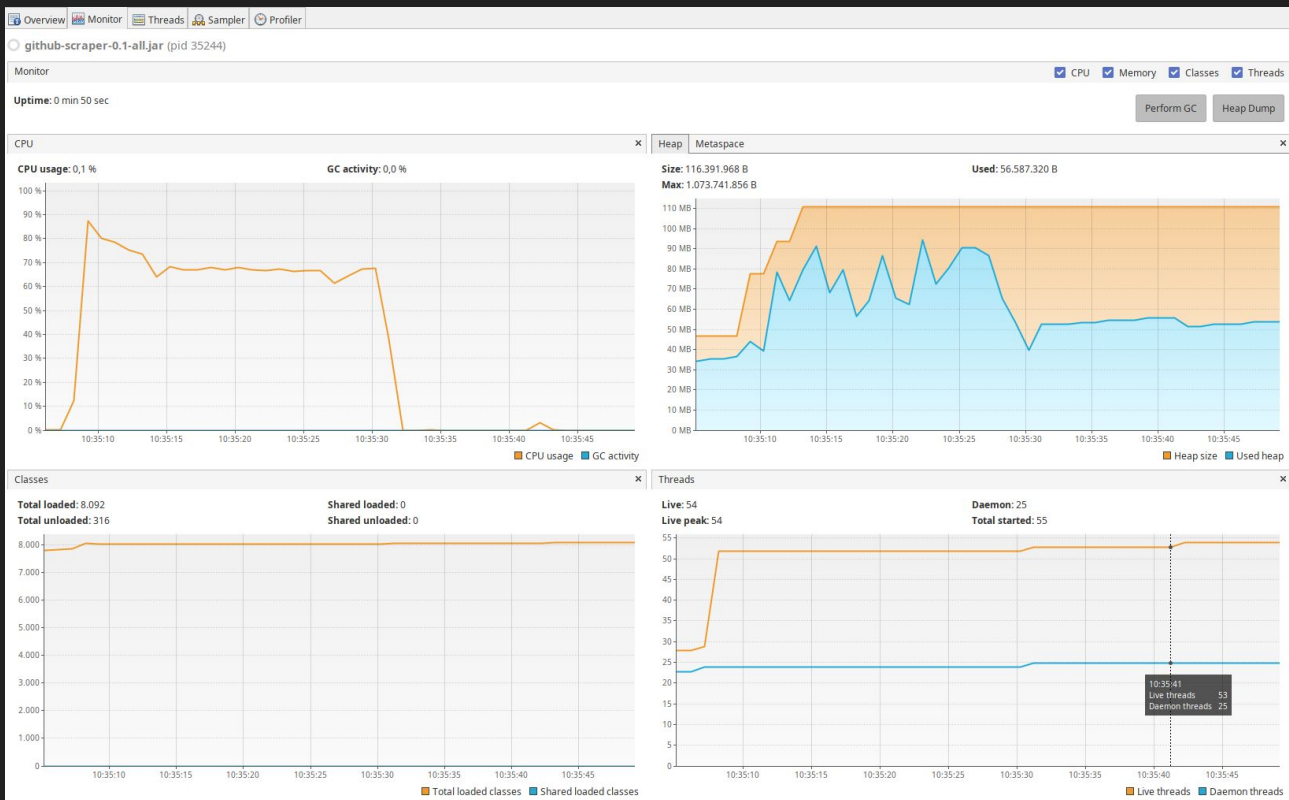 Overview Monitor Threads Sampler Profiler
github-scraper-0.1-all.jar (pid 35244)
Monitor
CPU Memory Classes Threads
Uptime: 0 min 50 sec
Perform GC Heap Dump
CPU
CPU usage: 0,1 % GC activity: 0,0 %
100 %
90 %
80 %
70 %
60 %
50 %
40 %
30 %
20 %
10 %
0 %
10:35:10 10:35:15 10:35:20 10:35:25 10:35:30 10:35:35 10:35:40 10:35:45
CPU usage GC activity
Heap Metaspace
Size: 116.391.968 B Used: 56.587.320 B
Max: 1.073.741.856 B
110 MB
100 MB
90 MB
80 MB
70 MB
60 MB
50 MB
40 MB
30 MB
20 MB
10 MB
0 MB
10:35:10 10:35:15 10:35:20 10:35:25 10:35:30 10:35:35 10:35:40 10:35:45
Heap size Used heap
Classes
Total loaded: 8.092 Shared loaded: 0
Total unloaded: 316 Shared unloaded: 0
8.000
7.000
6.000
5.000
4.000
3.000
2.000
1.000
0
10:35:10 10:35:15 10:35:20 10:35:25 10:35:30 10:35:35 10:35:40 10:35:45
Total loaded classes Shared loaded classes
Threads
Live: 54 Daemon: 25
Live peak: 54 Total started: 55
55
50
45
40
35
30
25
20
15
10
5
0
10:35:41
Live threads 53
Daemon threads 25
10:35:10 10:35:15 10:35:20 10:35:25 10:35:30 10:35:35 10:35:40 10:35:45
Live threads Daemon threads